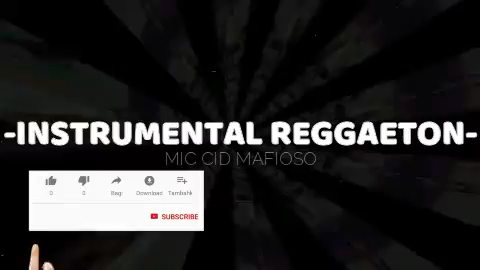 -INSTRUMENTAL REGGAETON-
MIC CID MAFIOSO
0 0 Bagi Download Tambahk
SUBSCRIBE